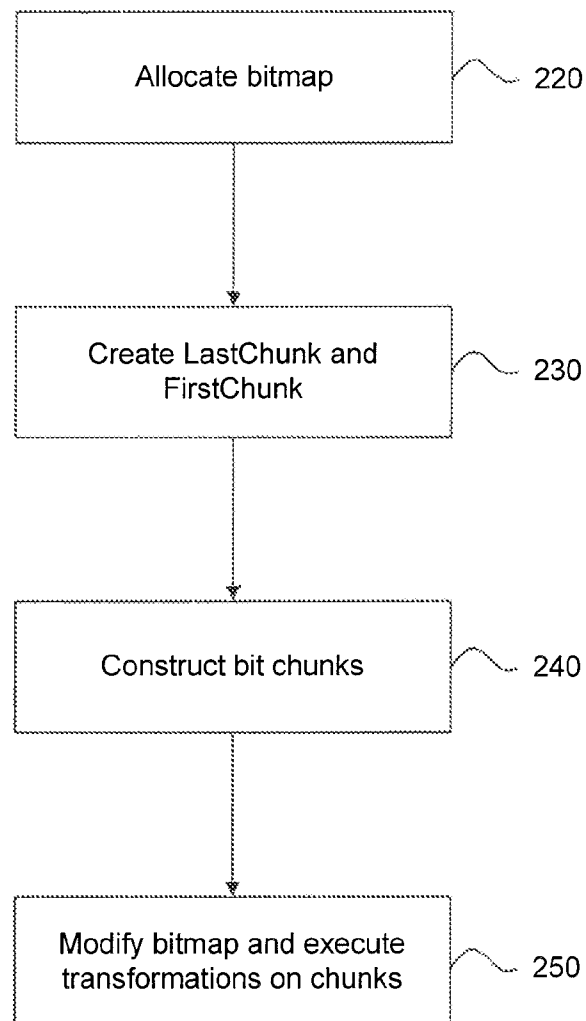 Allocate bitmap
220
Create LastChunk and
FirstChunk
230
Construct bit chunks
240
Modify bitmap and execute
transformations on chunks
250